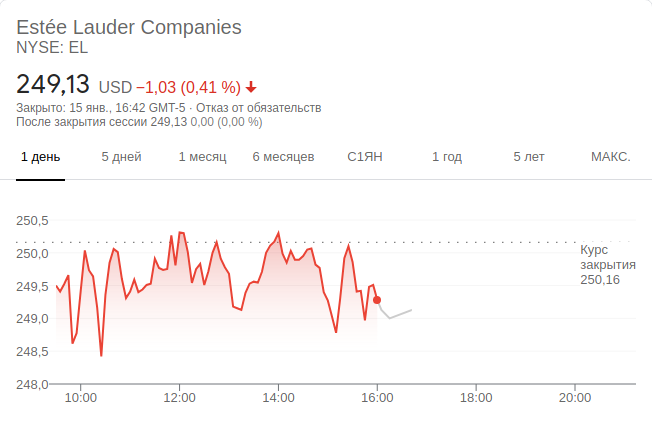 Estée Lauder Companies
NYSE: EL
249,13 USD −1,03 (0,41 %)
Закрыто: 15 янв., 16:42 GMT-5 · Отказ от обязательств
После закрытия сессии 249,13 0,00 (0,00 %)
1 день 5 дней 1 месяц 6 месяцев С1ЯН 1 год 5 лет МАКС.
250,5
250,0
249,5
249,0
248,5
248,0
Курс
закрытия
250,16
10:00 12:00 14:00 16:00 18:00 20:00